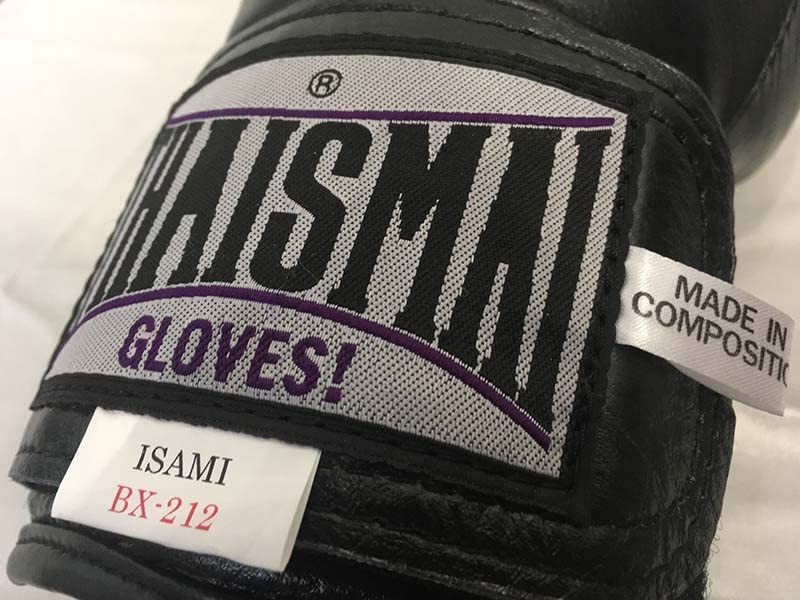 ®
THAISMAI
GLOVES!
MADE IN
COMPOSITIO
ISAMI
BX-212